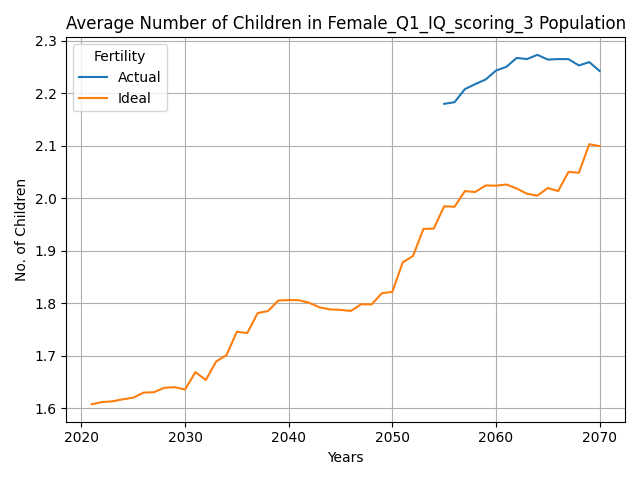 Average Number of Children in Female_Q1_IQ_scoring_3 Population
Fertility
Actual
Ideal
No. of Children
2.3
2.2
2.1
2.0
1.9
1.8
1.7
1.6
2020 2030 2040 2050 2060 2070
Years